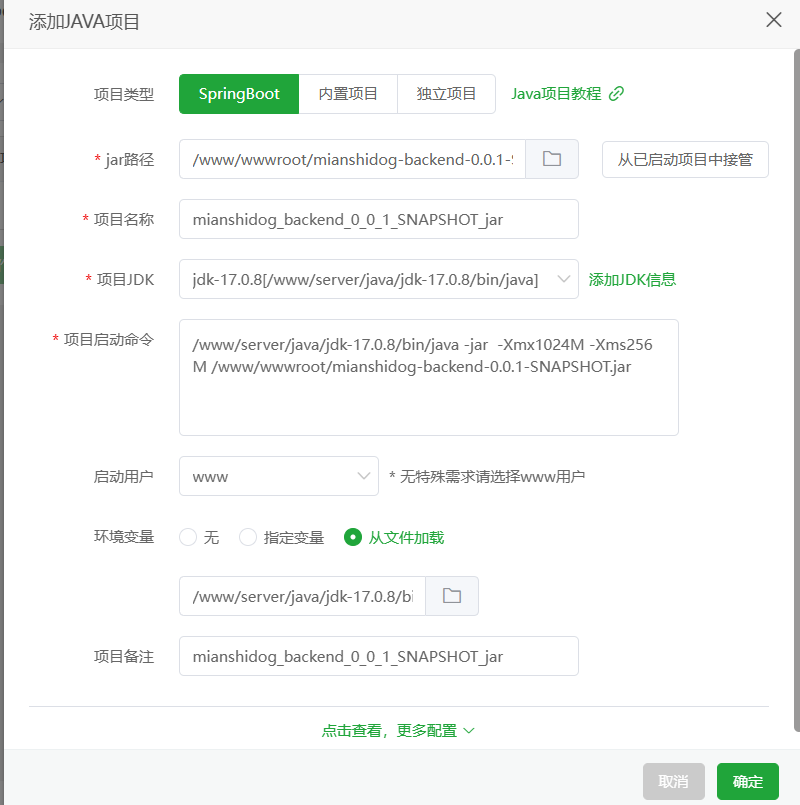 添加JAVA项目
项目类型 SpringBoot 内置项目 独立项目 Java项目教程
* jar路径 /www/wwwroot/mianshidog-backend-0.0.1- 从已启动项目中接管
* 项目名称 mianshidog_backend_0_0_1_SNAPSHOT_jar
* 项目JDK jdk-17.0.8[/www/server/java/jdk-17.0.8/bin/java] 添加JDK信息
* 项目启动命令 /www/server/java/jdk-17.0.8/bin/java -jar  -Xmx1024M -Xms256
M /www/wwwroot/mianshidog-backend-0.0.1-SNAPSHOT.jar
启动用户 www * 无特殊需求请选择www用户
环境变量 无 指定变量 从文件加载
/www/server/java/jdk-17.0.8/bi
项目备注 mianshidog_backend_0_0_1_SNAPSHOT_jar
点击查看，更多配置
取消 确定